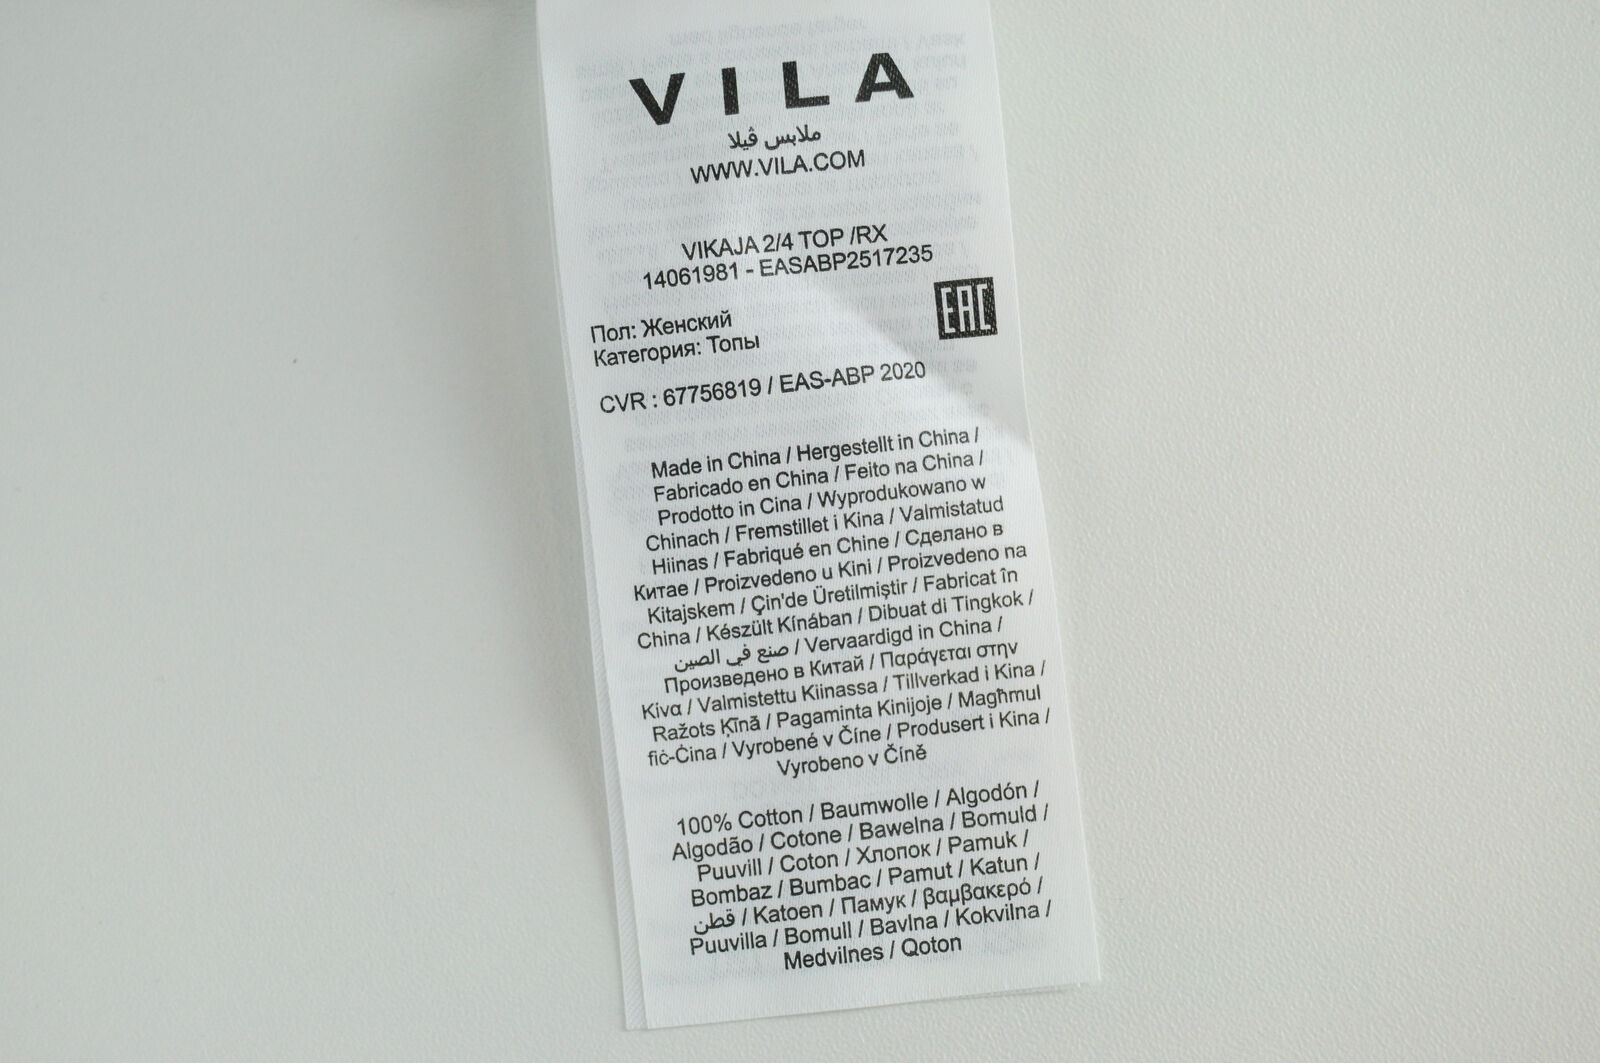 VILA
ملابس ڤيلا
WWW.VILA.COM
VIKAJA 2/4 TOP /RX
14061981 - EASABP2517235
EAC
Пол: Женский
Категория: Топы
CVR : 67756819 / EAS-ABP 2020
Made in China / Hergestellt in China /
Fabricado en China / Feito na China /
Prodotto in Cina / Wyprodukowano w
Chinach / Fremstillet i Kina / Valmistatud
Hiinas / Fabriqué en Chine / Сделано в
Китае / Proizvedeno u Kini / Proizvedeno na
Kitajskem / Çin'de Üretilmiştir / Fabricat în
China / Készült Kínában / Dibuat di Tingkok /
صنع في الصين / Vervaardigd in China /
Произведено в Китай / Παράγεται στην
Κίνα / Valmistettu Kiinassa / Tillverkad i Kina /
Ražots Ķīnā / Pagaminta Kinijoje / Magħmul
fiċ-Ċina / Vyrobené v Číne / Produsert i Kina /
Vyrobeno v Číně
100% Cotton / Baumwolle / Algodón /
Algodão / Cotone / Bawelna / Bomuld /
Puuvill / Coton / Хлопок / Pamuk /
Bombaz / Bumbac / Pamut / Katun /
قطن / Katoen / Памук / βαμβακερό /
Puuvilla / Bomull / Bavlna / Kokvilna /
Medvilnes / Qoton